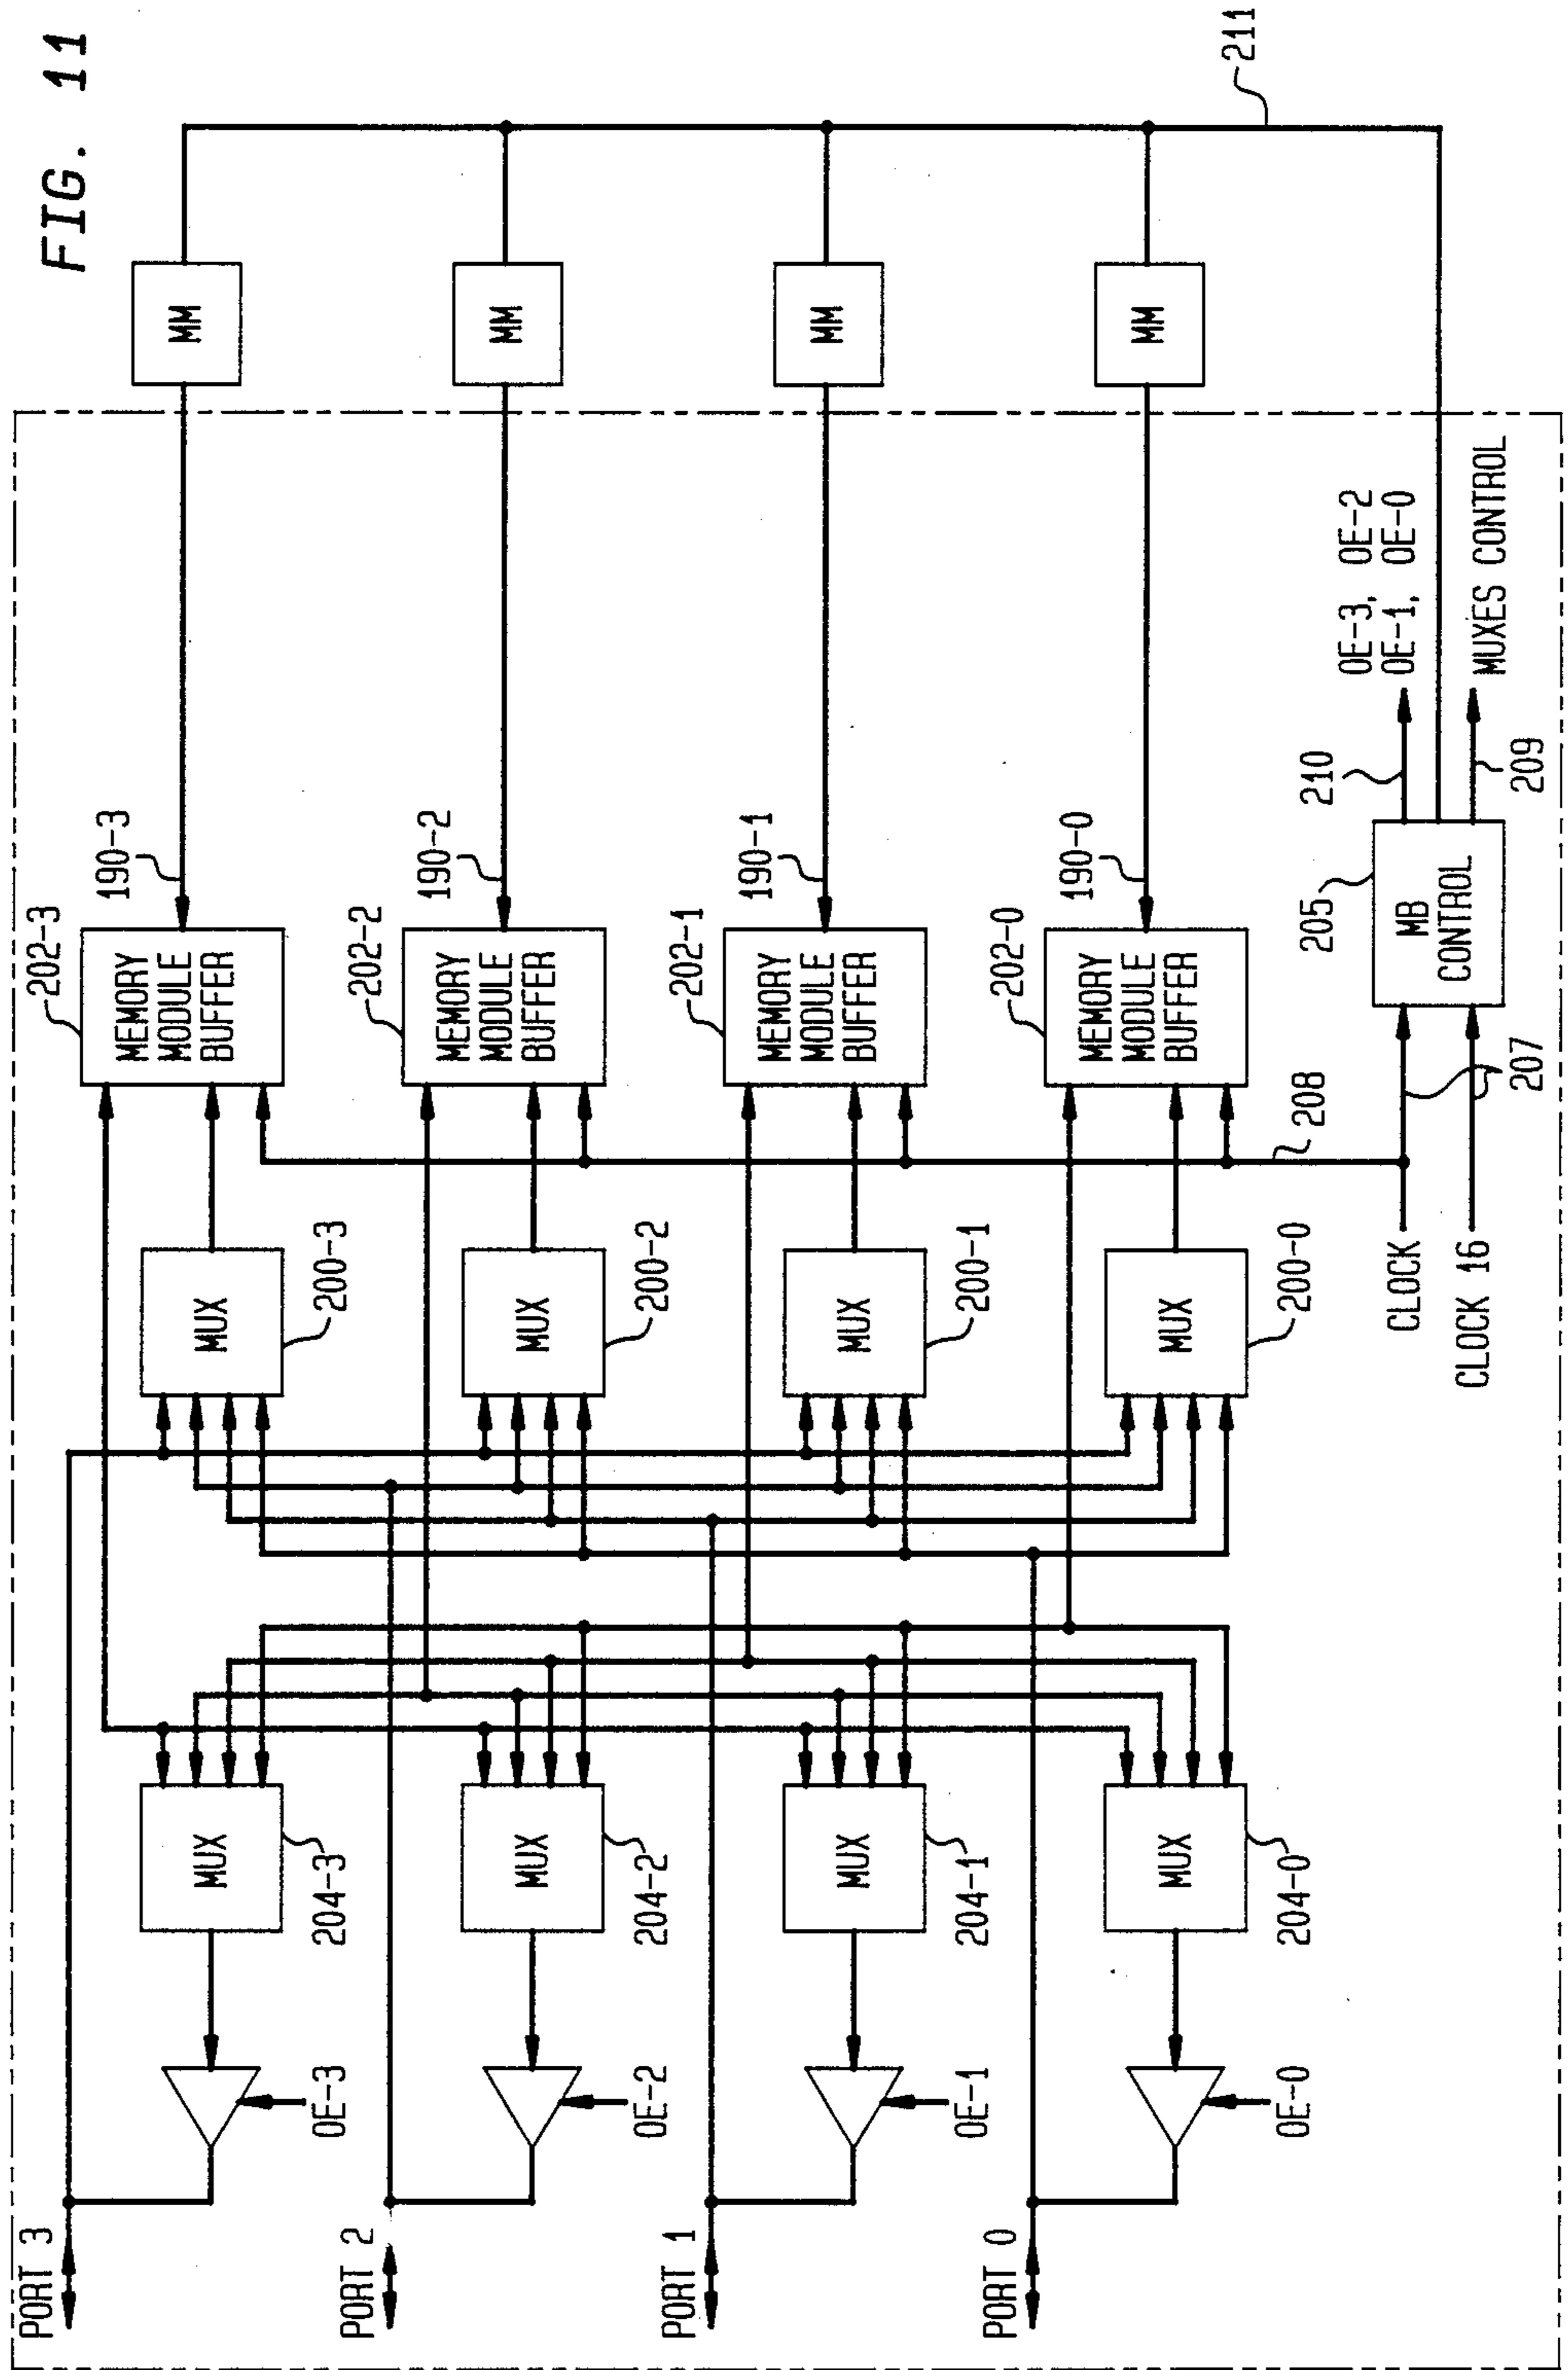 FIG. 11
PORT 3
OE-3
MUX
204-3
MUX
200-3
202-3
MEMORY
MODULE
BUFFER
190-3
MM
PORT 2
OE-2
MUX
204-2
MUX
200-2
202-2
MEMORY
MODULE
BUFFER
190-2
MM
PORT 1
OE-1
MUX
204-1
MUX
200-1
202-1
MEMORY
MODULE
BUFFER
190-1
MM
PORT 0
OE-0
MUX
204-0
MUX
200-0
202-0
MEMORY
MODULE
BUFFER
190-0
MM
208
CLOCK
CLOCK 16
207
205
MB
CONTROL
210
OE-3, OE-2
OE-1, OE-0
209
MUXES CONTROL
211